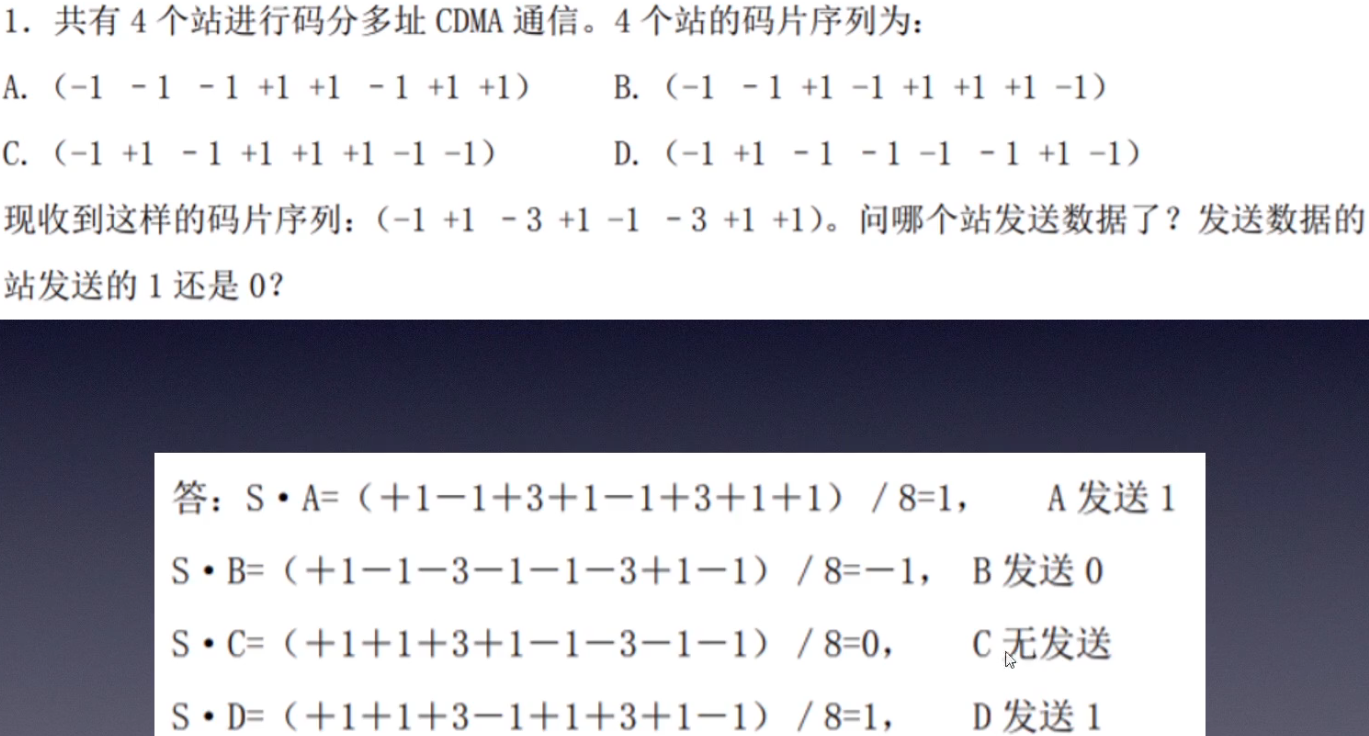 1. 共有 4 个站进行码分多址 CDMA 通信。4 个站的码片序列为:
A. (-1 -1 -1 +1 +1 -1 +1 +1) B. (-1 -1 +1 -1 +1 +1 +1 -1)
C. (-1 +1 -1 +1 +1 +1 -1 -1) D. (-1 +1 -1 -1 -1 -1 +1 -1)
现收到这样的码片序列:(-1 +1 -3 +1 -1 -3 +1 +1)。问哪个站发送数据了?发送数据的
站发送的 1 还是 0?
答: S·A=(+1-1+3+1-1+3+1+1)/8=1, A 发送 1
S·B=(+1-1-3-1-1-3+1-1)/8=-1, B 发送 0
S·C=(+1+1+3+1-1-3-1-1)/8=0, C 无发送
S·D=(+1+1+3-1+1+3+1-1)/8=1, D 发送 1